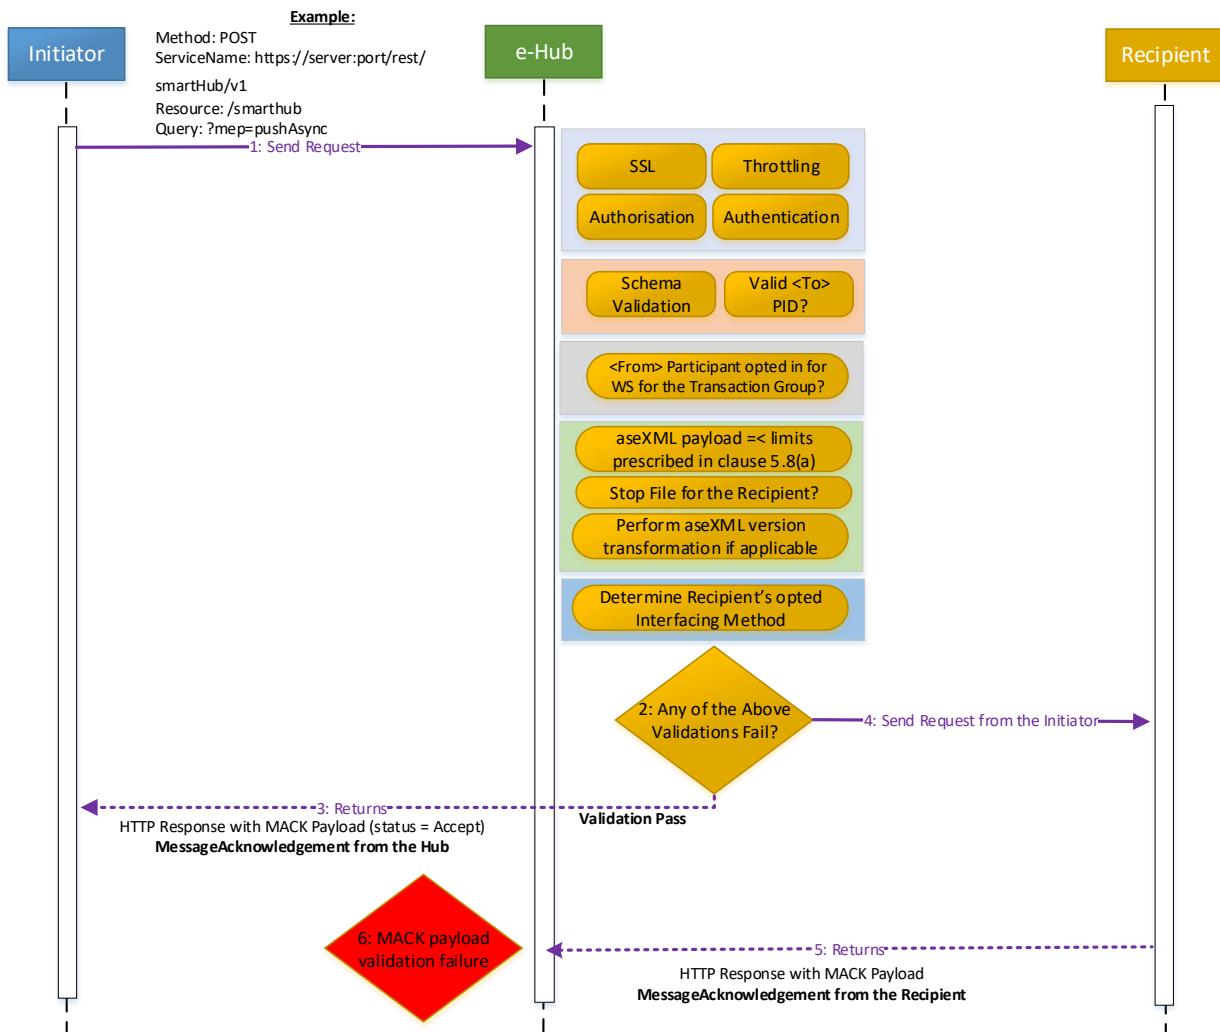 Example:
Method: POST
ServiceName: https://server:port/rest/
smartHub/v1
Resource: /smarthub
Query: ?mep=pushAsync
Initiator
e-Hub
Recipient
1: Send Request
SSL
Throttling
Authorisation
Authentication
Schema
Validation
Valid <To>
PID?
<From> Participant opted in for
WS for the Transaction Group?
aseXML payload =< limits
prescribed in clause 5.8(a)
Stop File for the Recipient?
Perform aseXML version
transformation if applicable
Determine Recipient's opted
Interfacing Method
2: Any of the Above
Validations Fail?
4: Send Request from the Initiator
3: Returns
HTTP Response with MACK Payload (status = Accept)
MessageAcknowledgement from the Hub
Validation Pass
6: MACK payload
validation failure
5: Returns
HTTP Response with MACK Payload
MessageAcknowledgement from the Recipient